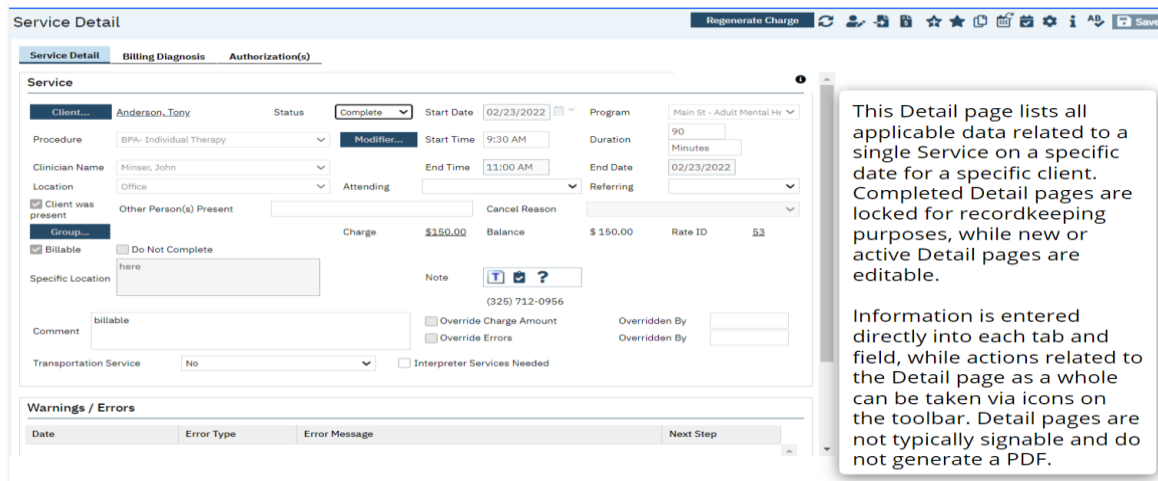 Service Detail
Regenerate Charge
Save
Service Detail Billing Diagnosis Authorization(s)
Service
Client... Anderson, Tony Status Complete Start Date 02/23/2022 Program Main St - Adult Mental He
Procedure BPA- Individual Therapy Modifier... Start Time 9:30 AM Duration 90
Minutes
Clinician Name Minser, John End Time 11:00 AM End Date 02/23/2022
Location Office Attending Referring
Client was present Other Person(s) Present Cancel Reason
Group... Charge $150.00 Balance $ 150.00 Rate ID 53
Billable Do Not Complete
Specific Location here Note T ?
(325) 712-0956
Comment billable Override Charge Amount Overridden By
Override Errors Overridden By
Transportation Service No Interpreter Services Needed
Warnings / Errors
Date Error Type Error Message Next Step
This Detail page lists all
applicable data related to a
single Service on a specific
date for a specific client.
Completed Detail pages are
locked for recordkeeping
purposes, while new or
active Detail pages are
editable.
Information is entered
directly into each tab and
field, while actions related to
the Detail page as a whole
can be taken via icons on
the toolbar. Detail pages are
not typically signable and do
not generate a PDF.